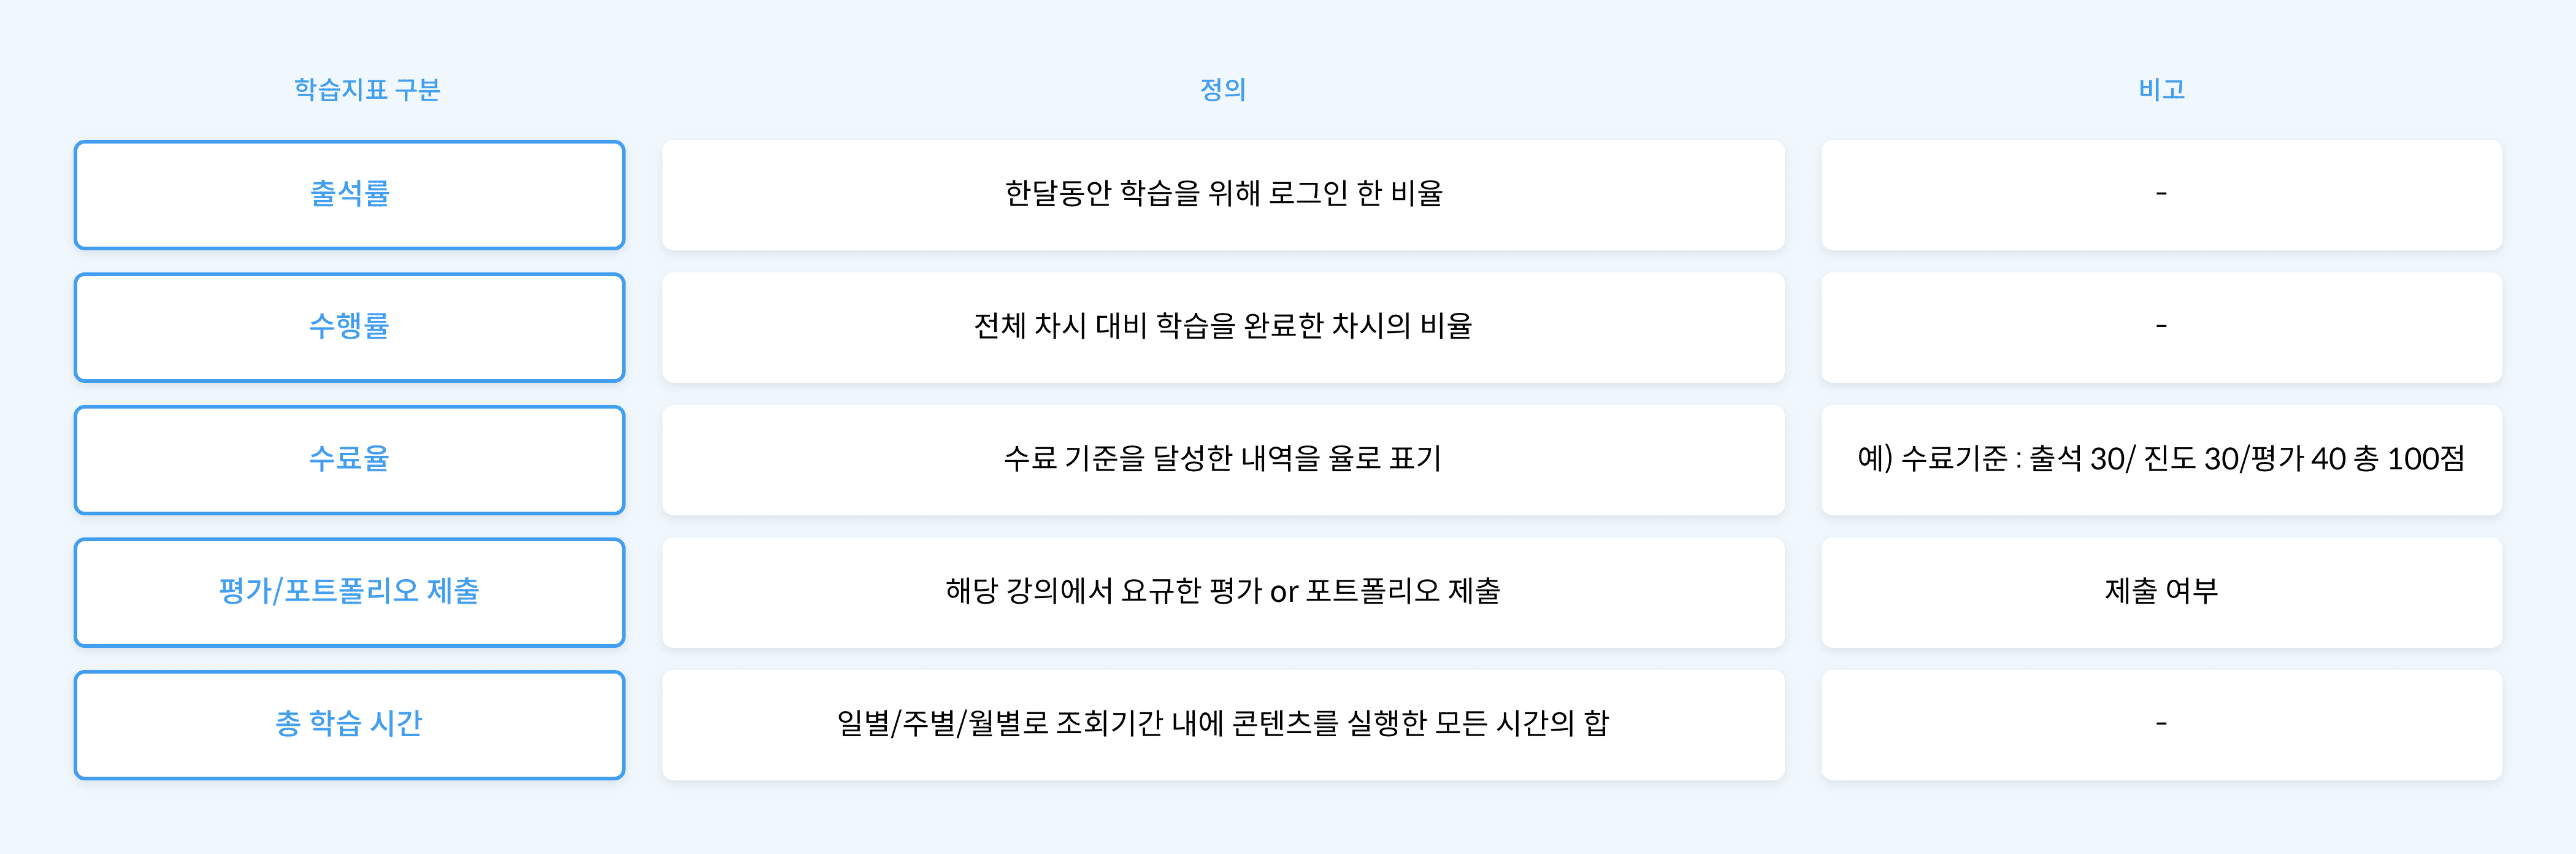 학습지표 구분 정의 비고
출석률 한달동안 학습을 위해 로그인 한 비율 -
수행률 전체 차시 대비 학습을 완료한 차시의 비율 -
수료율 수료 기준을 달성한 내역을 율로 표기 예) 수료기준 : 출석 30/ 진도 30/평가 40 총 100점
평가/포트폴리오 제출 해당 강의에서 요규한 평가 or 포트폴리오 제출 제출 여부
총 학습 시간 일별/주별/월별로 조회기간 내에 콘텐츠를 실행한 모든 시간의 합 -